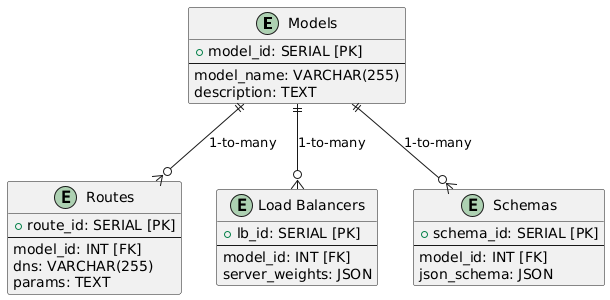 E Models
model_id: SERIAL [PK]
model_name: VARCHAR(255)
description: TEXT
1-to-many
1-to-many
1-to-many
E Routes
route_id: SERIAL [PK]
model_id: INT [FK]
dns: VARCHAR(255)
params: TEXT
E Load Balancers
lb_id: SERIAL [PK]
model_id: INT [FK]
server_weights: JSON
E Schemas
schema_id: SERIAL [PK]
model_id: INT [FK]
json_schema: JSON